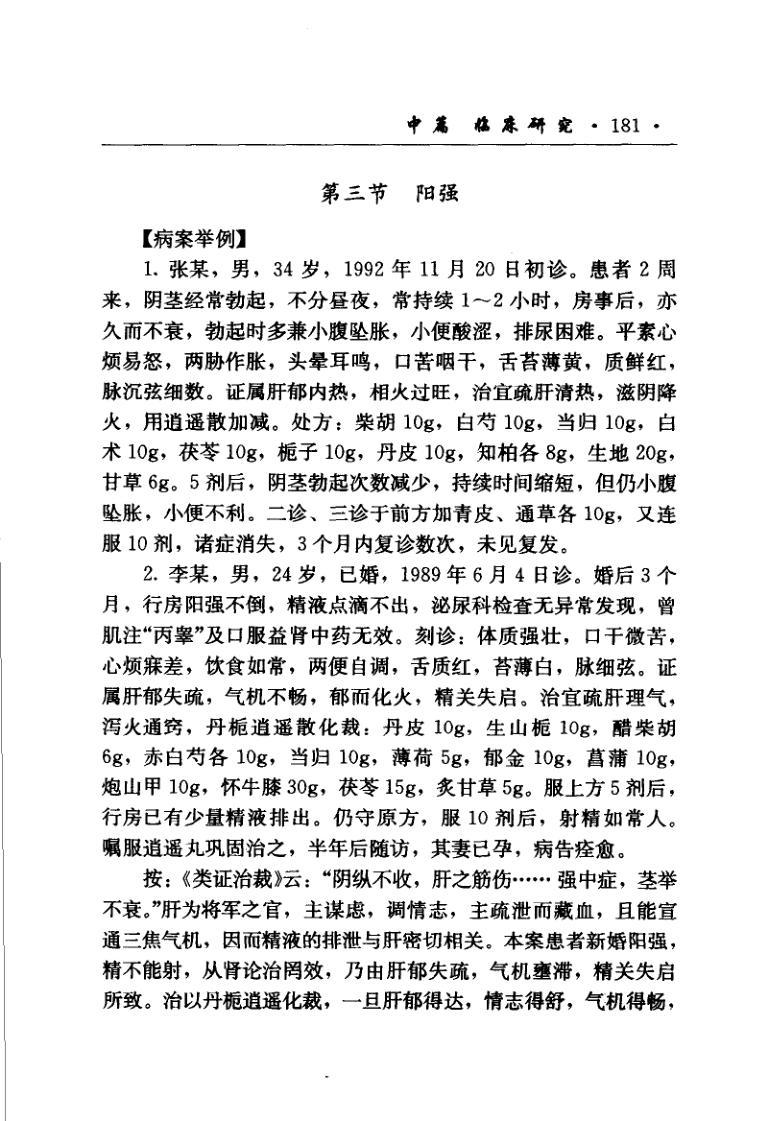 中篇 临床研究 · 181 ·
第三节 阳强
【病案举例】
1. 张某，男，34 岁，1992 年 11 月 20 日初诊。患者 2 周
来，阴茎经常勃起，不分昼夜，常持续 1～2 小时，房事后，亦
久而不衰，勃起时多兼小腹坠胀，小便酸涩，排尿困难。平素心
烦易怒，两胁作胀，头晕耳鸣，口苦咽干，舌苔薄黄，质鲜红，
脉沉弦细数。证属肝郁内热，相火过旺，治宜疏肝清热，滋阴降
火，用逍遥散加减。处方：柴胡 10g，白芍 10g，当归 10g，白
术 10g，茯苓 10g，栀子 10g，丹皮 10g，知柏各 8g，生地 20g，
甘草 6g。5 剂后，阴茎勃起次数减少，持续时间缩短，但仍小腹
坠胀，小便不利。二诊、三诊于前方加青皮、通草各 10g，又连
服 10 剂，诸症消失，3 个月内复诊数次，未见复发。
2. 李某，男，24 岁，已婚，1989 年 6 月 4 日诊。婚后 3 个
月，行房阳强不倒，精液点滴不出，泌尿科检查无异常发现，曾
肌注“丙睾”及口服益肾中药无效。刻诊：体质强壮，口干微苦，
心烦寐差，饮食如常，两便自调，舌质红，苔薄白，脉细弦。证
属肝郁失疏，气机不畅，郁而化火，精关失启。治宜疏肝理气，
泻火通窍，丹栀逍遥散化裁：丹皮 10g，生山栀 10g，醋柴胡
6g，赤白芍各 10g，当归 10g，薄荷 5g，郁金 10g，菖蒲 10g，
炮山甲 10g，怀牛膝 30g，茯苓 15g，炙甘草 5g。服上方 5 剂后，
行房已有少量精液排出。仍守原方，服 10 剂后，射精如常人。
嘱服逍遥丸巩固治之，半年后随访，其妻已孕，病告痊愈。
按：《类证治裁》云：“阴纵不收，肝之筋伤…… 强中症，茎举
不衰。”肝为将军之官，主谋虑，调情志，主疏泄而藏血，且能宣
通三焦气机，因而精液的排泄与肝密切相关。本案患者新婚阳强，
精不能射，从肾论治罔效，乃由肝郁失疏，气机壅滞，精关失启
所致。治以丹栀逍遥化裁，一旦肝郁得达，情志得舒，气机得畅，